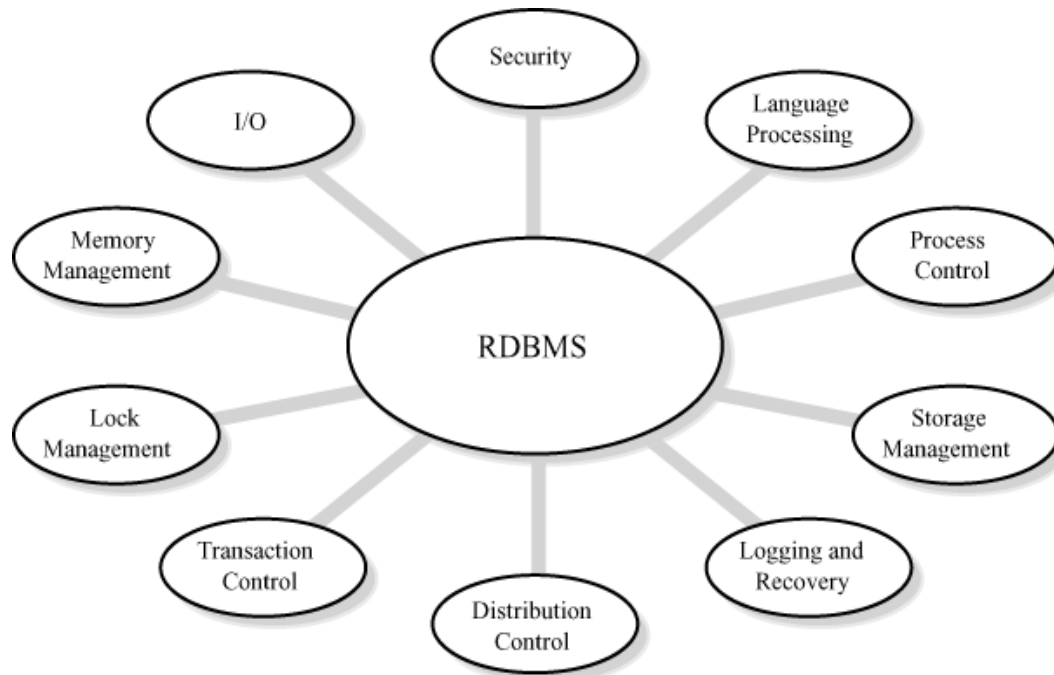 Security
I/O
Language
Processing
Memory
Management
Process
Control
RDBMS
Lock
Management
Storage
Management
Transaction
Control
Logging and
Recovery
Distribution
Control